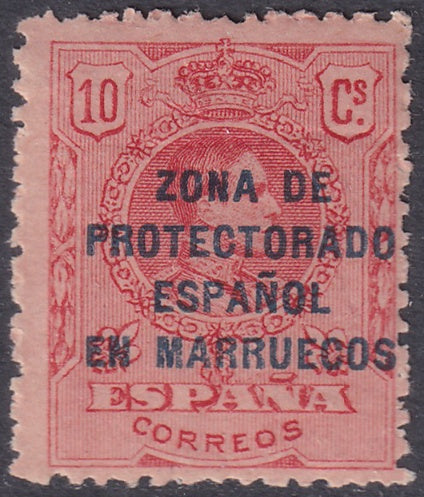 10 Cs.
ZONA DE
PROTECTORADO
ESPAÑOL
EN MARRUECOS
ESPAÑA
CORREOS